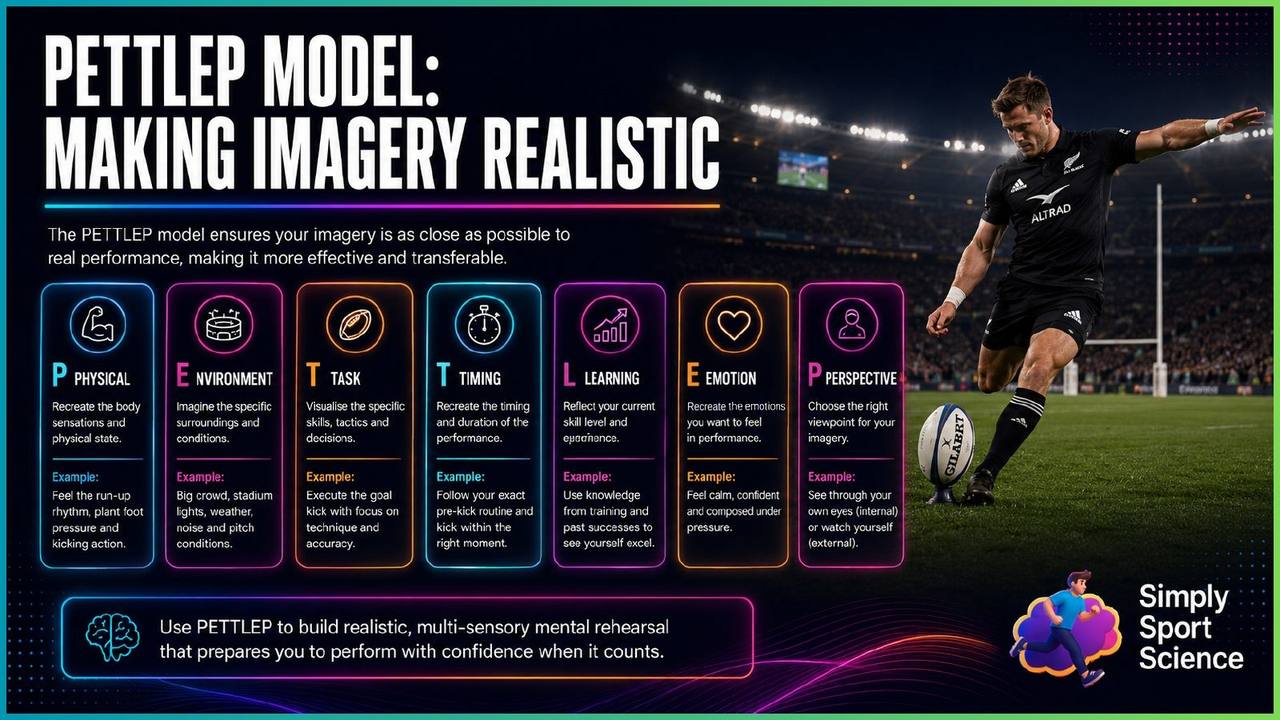 PETTLEP MODEL:
MAKING IMAGERY REALISTIC
The PETTLEP model ensures your imagery is as close as possible to
real performance, making it more effective and transferable.
P PHYSICAL
Recreate the body
sensations and
physical state.
Example:
Feel the run-up
rhythm, plant foot
pressure and
kicking action.
E NVIRONMENT
Imagine the specific
surroundings and
conditions.
Example:
Big crowd, stadium
lights, weather,
noise and pitch
conditions.
T TASK
Visualise the specific
skills, tactics and
decisions.
Example:
Execute the goal
kick with focus on
technique and
accuracy.
T TIMING
Recreate the timing
and duration of the
performance.
Example:
Follow your exact
pre-kick routine and
kick within the
right moment.
L LEARNING
Reflect your current
skill level and
Example:
Use knowledge
from training and
past successes to
see yourself excel.
E EMOTION
Recreate the emotions
you want to feel
in performance.
Example:
Feel calm, confident
and composed under
pressure.
P PERSPECTIVE
Choose the right
viewpoint for your
imagery.
Example:
See through your
own eyes (internal)
or watch yourself
(external).
Use PETTLEP to build realistic, multi-sensory mental rehearsal
that prepares you to perform with confidence when it counts.
adidas
ALTRAD
GILBERT
Simply
Sport
Science